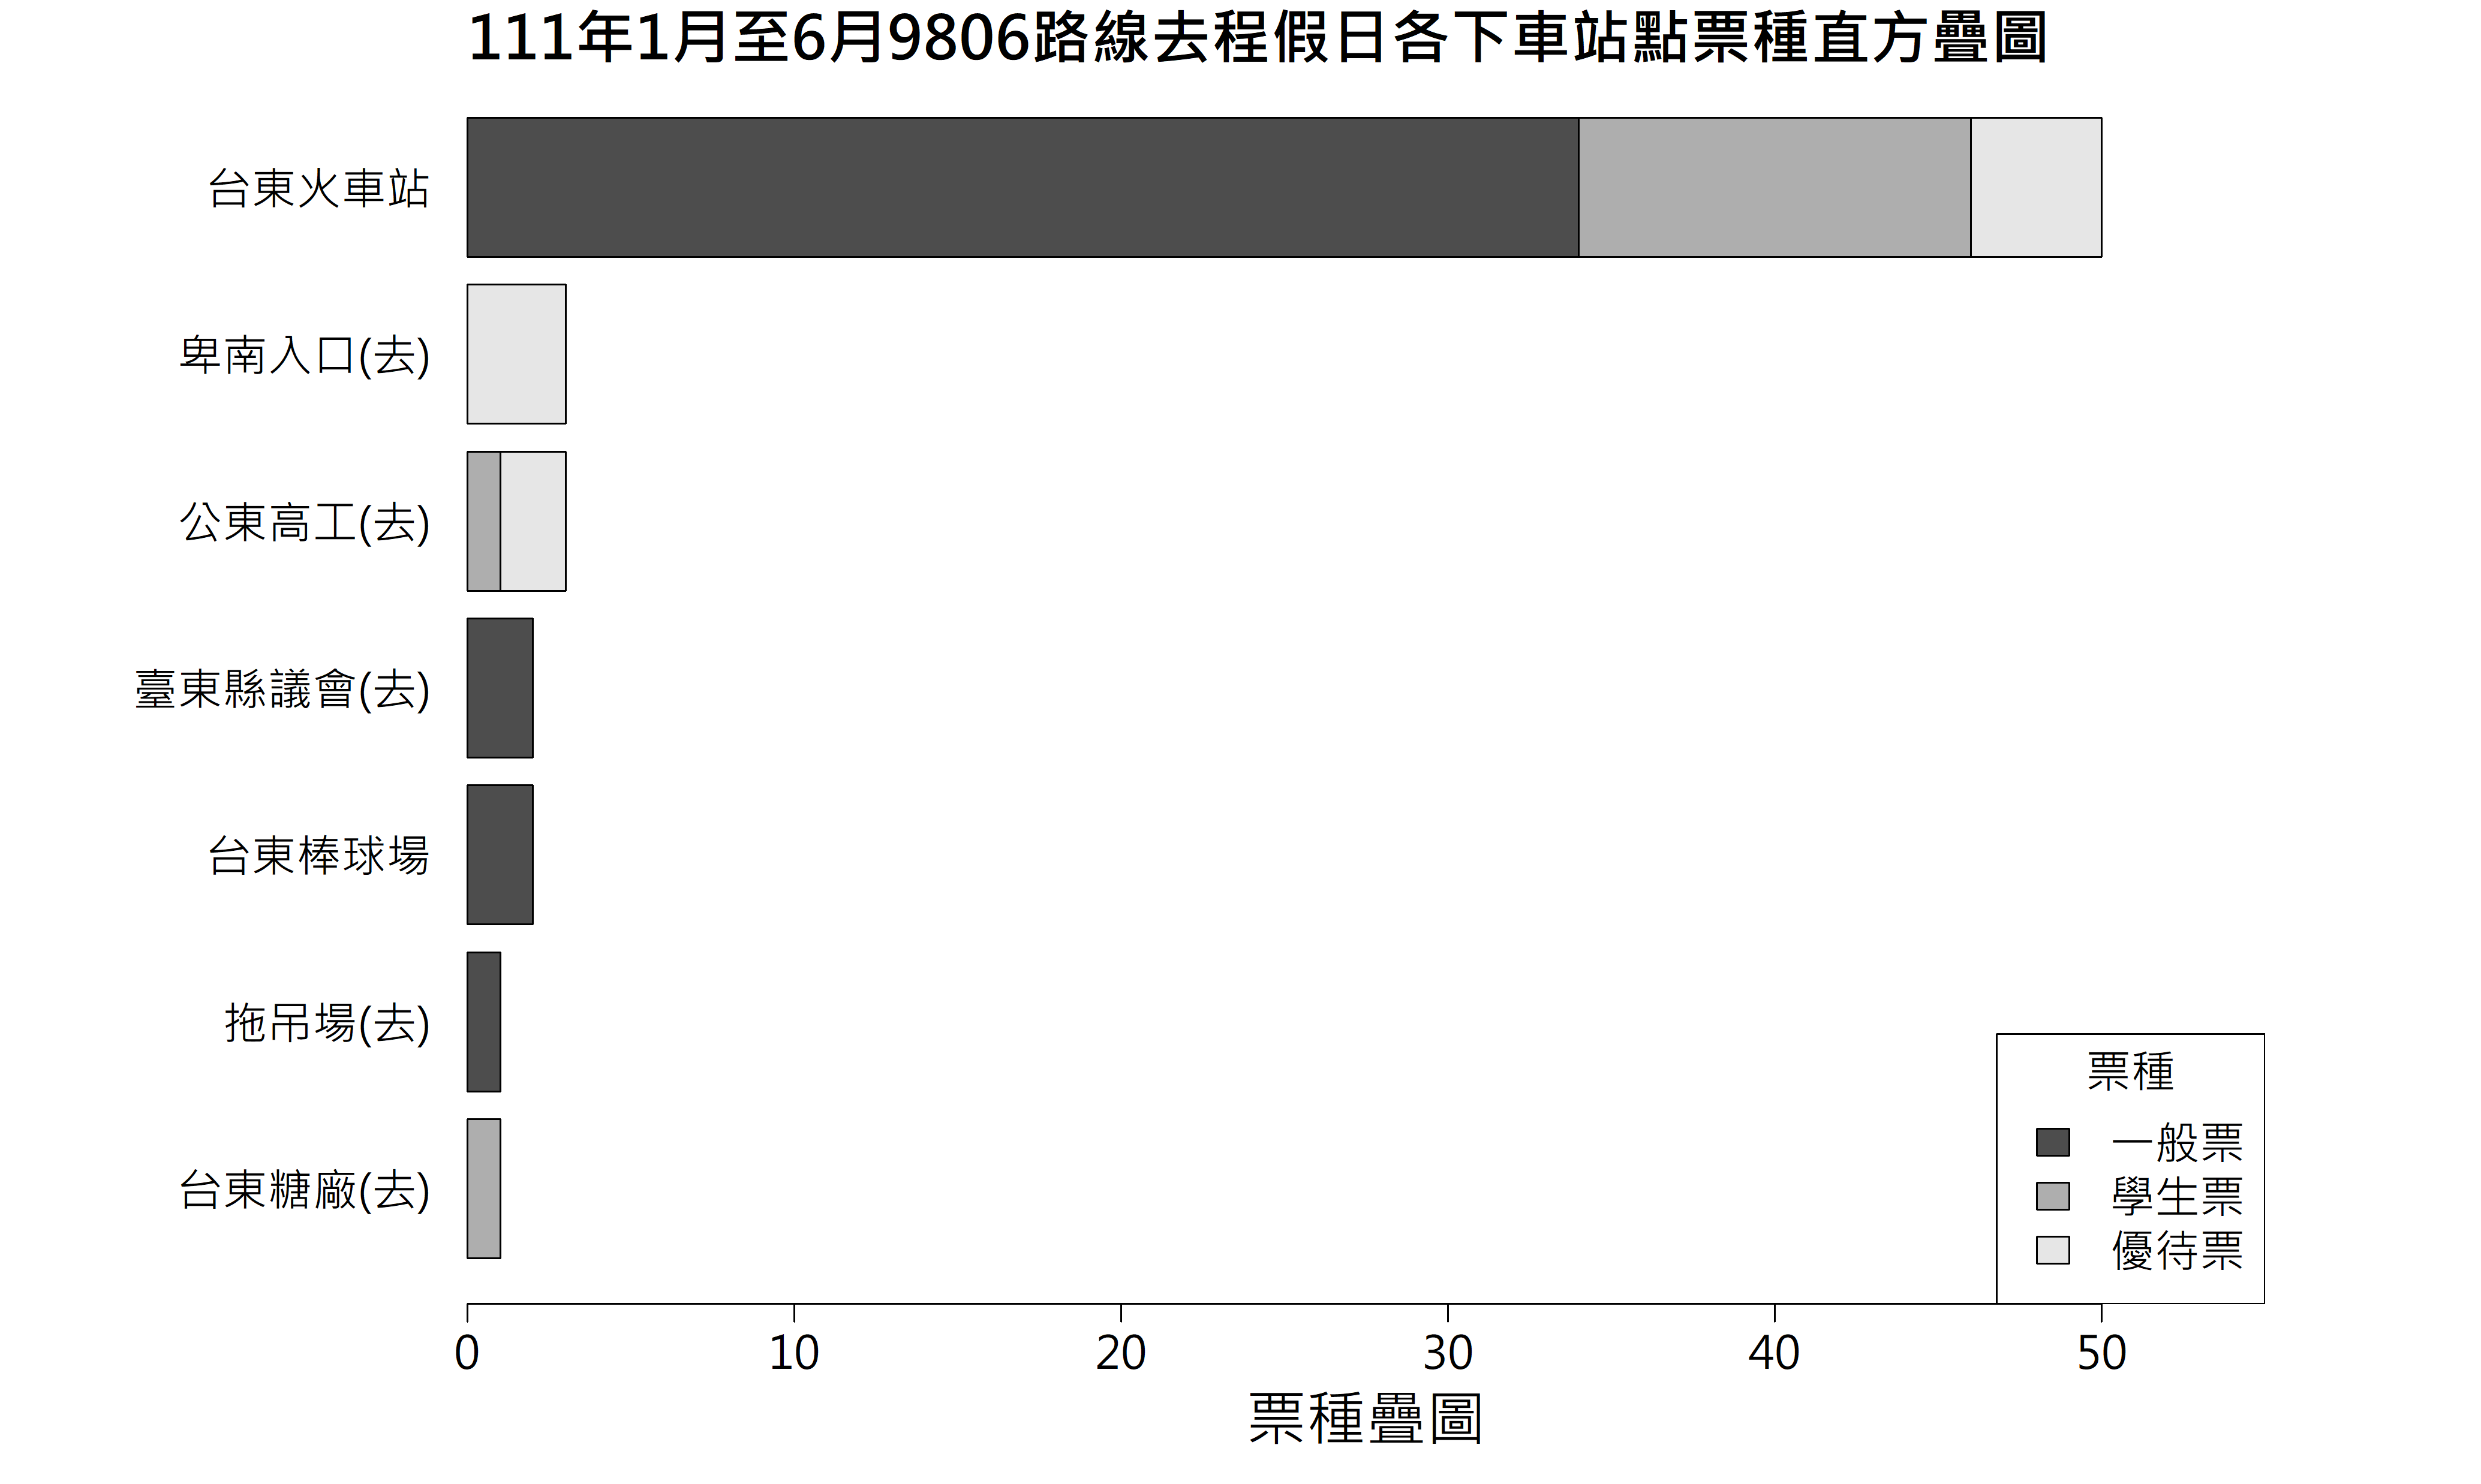 111年1月至6月9806路線去程假日各下車站點票種直方疊圖
台東火車站
卑南入口(去)
公東高工(去)
臺東縣議會(去)
台東棒球場
拖吊場(去)
台東糖廠(去)
票種
一般票
學生票
優待票
0 10 20 30 40 50
票種疊圖